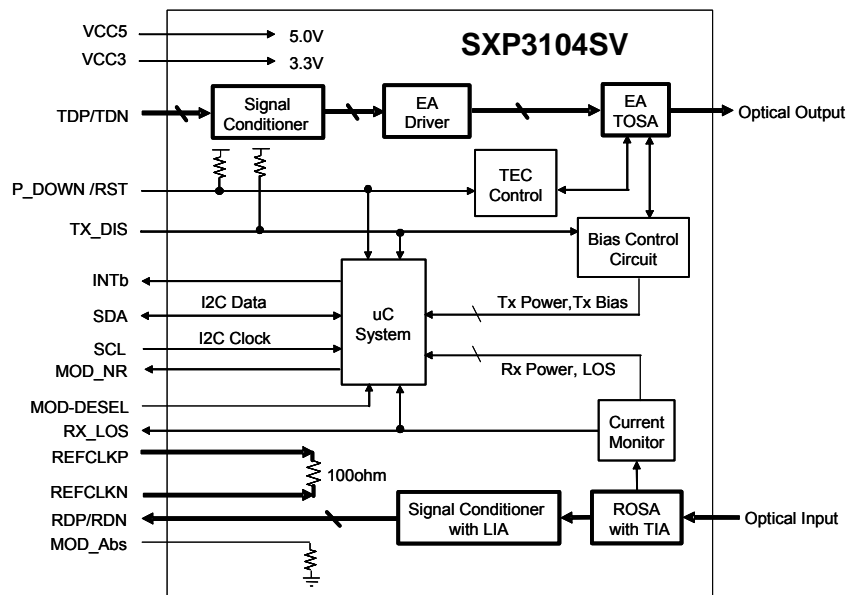 SXP3104SV
VCC5
5.0V
VCC3
3.3V
TDP/TDN
Signal
Conditioner
EA
Driver
EA
TOSA
Optical Output
P_DOWN /RST
TEC
Control
TX_DIS
Bias Control
Circuit
INTb
uC
System
Tx Power,Tx Bias
SDA
I2C Data
SCL
I2C Clock
Rx Power, LOS
MOD_NR
MOD-DESEL
RX_LOS
Current
Monitor
REFCLKP
100ohm
REFCLKN
RDP/RDN
Signal Conditioner
with LIA
ROSA
with TIA
Optical Input
MOD_Abs